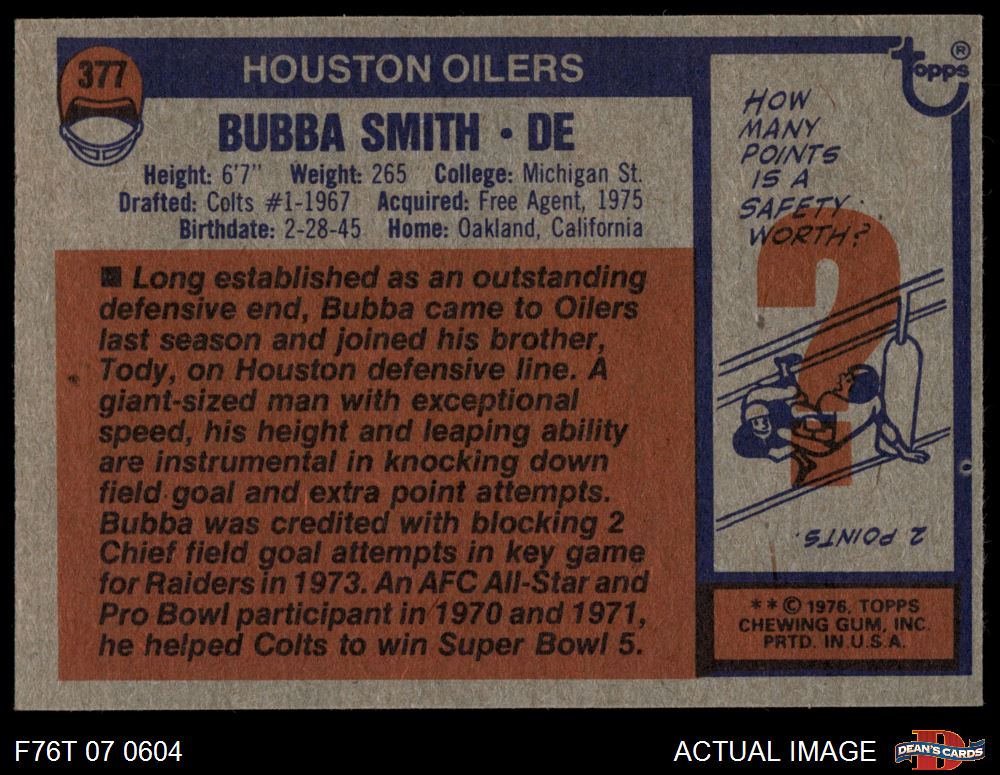 377
HOUSTON OILERS
BUBBA SMITH • DE
Height: 6'7" Weight: 265 College: Michigan St.
Drafted: Colts #1-1967 Acquired: Free Agent, 1975
Birthdate: 2-28-45 Home: Oakland, California
■ Long established as an outstanding
defensive end, Bubba came to Oilers
last season and joined his brother,
Tody, on Houston defensive line. A
giant-sized man with exceptional
speed, his height and leaping ability
are instrumental in knocking down
field goal and extra point attempts.
Bubba was credited with blocking 2
Chief field goal attempts in key game
for Raiders in 1973. An AFC All-Star and
Pro Bowl participant in 1970 and 1971,
he helped Colts to win Super Bowl 5.
topps®
HOW
MANY
POINTS
IS A
SAFETY
WORTH?
?
2 POINTS.
**© 1976, TOPPS
CHEWING GUM, INC.
PRTD. IN U.S.A.
F76T 07 0604
ACTUAL IMAGE
D
DEAN'S CARDS